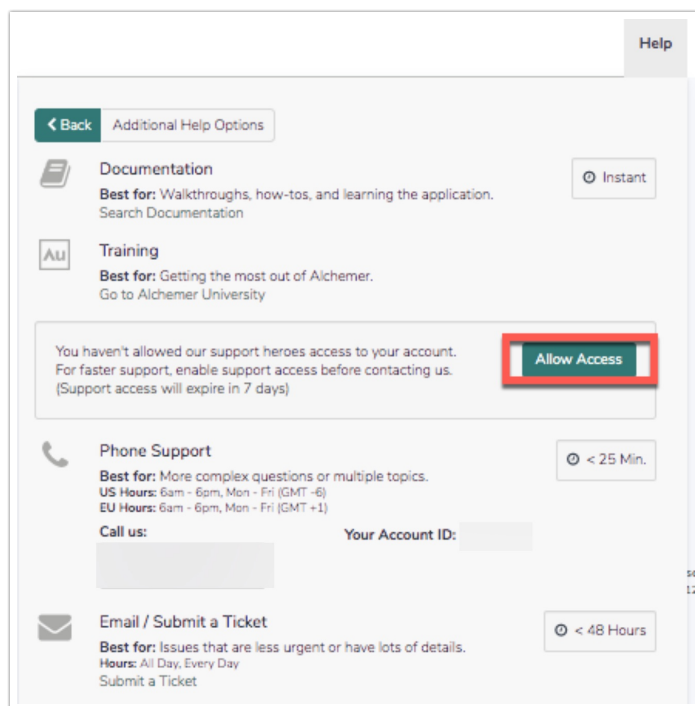 Help
Back
Additional Help Options
Documentation
Instant
Best for: Walkthroughs, how-tos, and learning the application.
Search Documentation
Au
Training
Best for: Getting the most out of Alchemer.
Go to Alchemer University
You haven't allowed our support heroes access to your account.
For faster support, enable support access before contacting us.
(Support access will expire in 7 days)
Allow Access
Phone Support
< 25 Min.
Best for: More complex questions or multiple topics.
US Hours: 6am - 6pm, Mon - Fri (GMT -6)
EU Hours: 6am - 6pm, Mon - Fri (GMT +1)
Call us:
Your Account ID:
Email / Submit a Ticket
< 48 Hours
Best for: Issues that are less urgent or have lots of details.
Hours: All Day, Every Day
Submit a Ticket